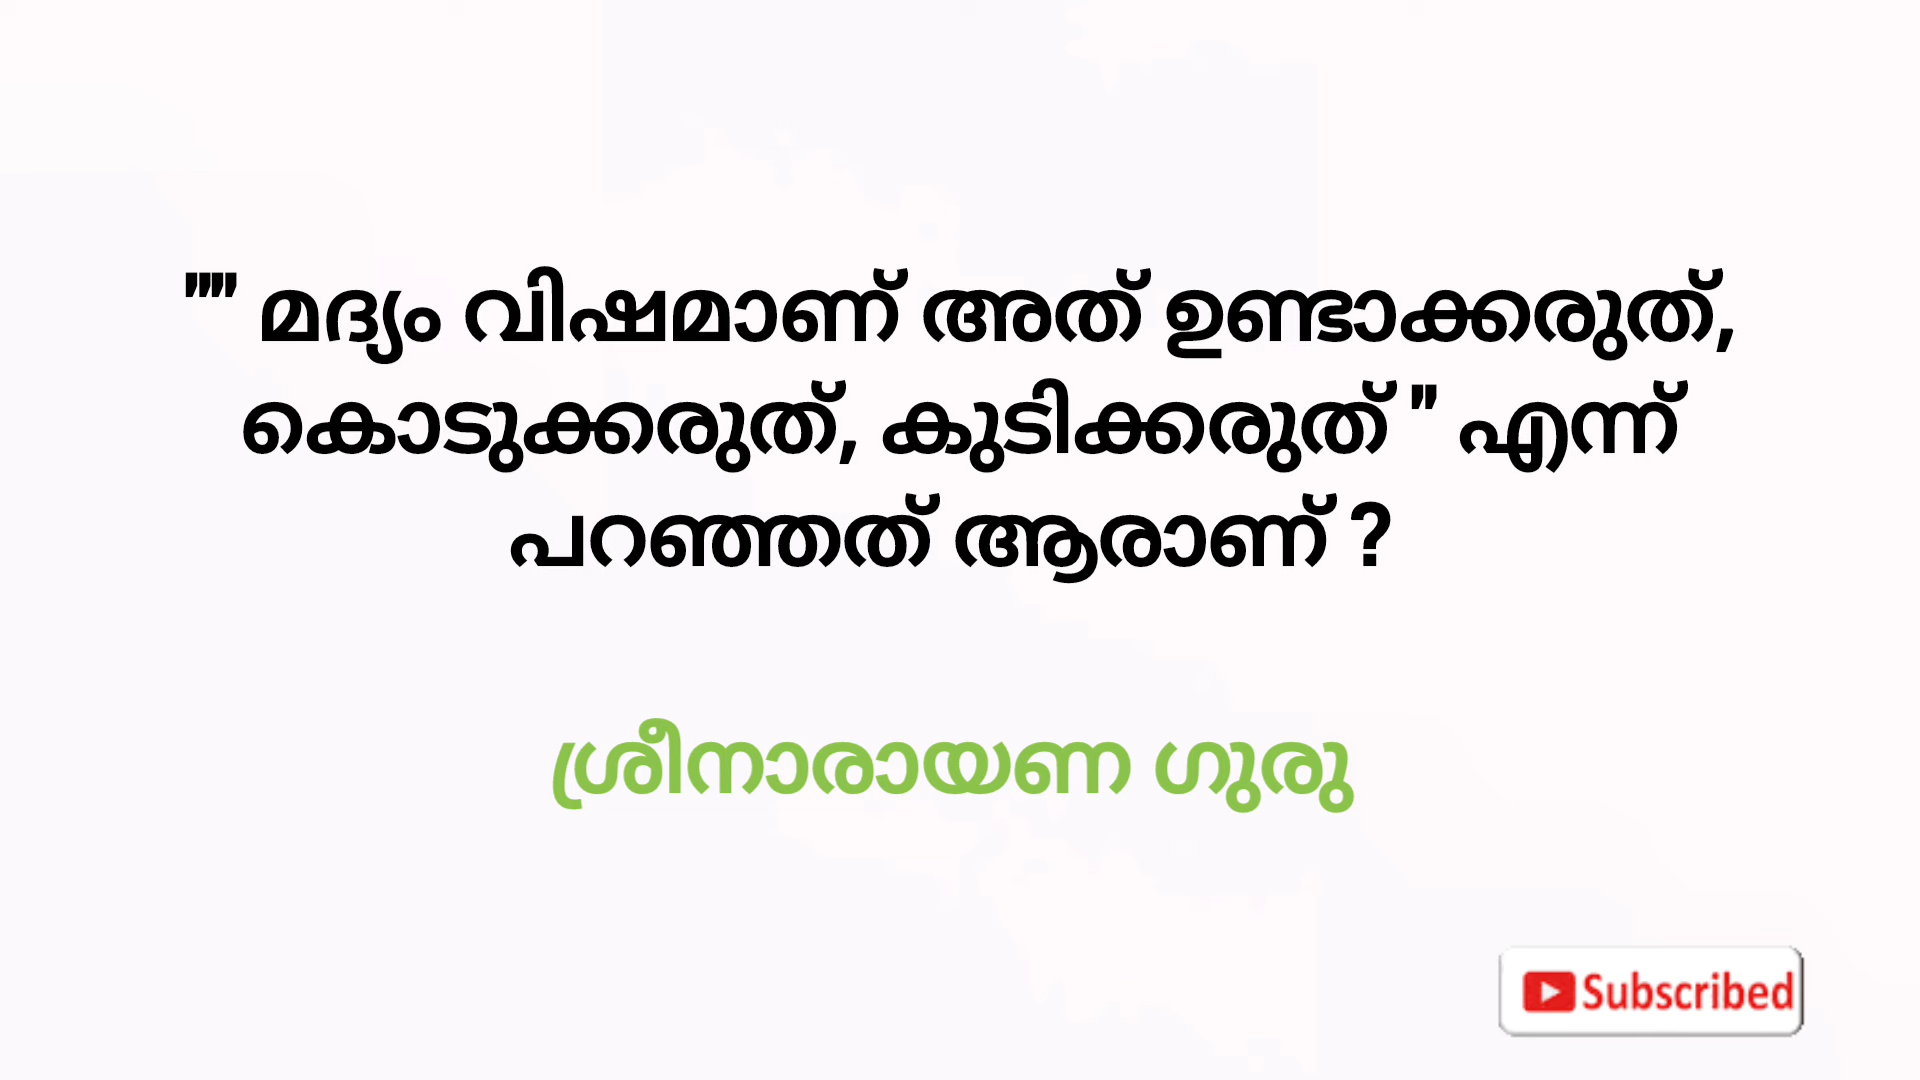 "''" മദ്യം വിഷമാണ് അത് ഉണ്ടാക്കരുത്,
കൊടുക്കരുത്, കുടിക്കരുത് " എന്ന്
പറഞ്ഞത് ആരാണ് ?
ശ്രീനാരായണ ഗുരു
Subscribed